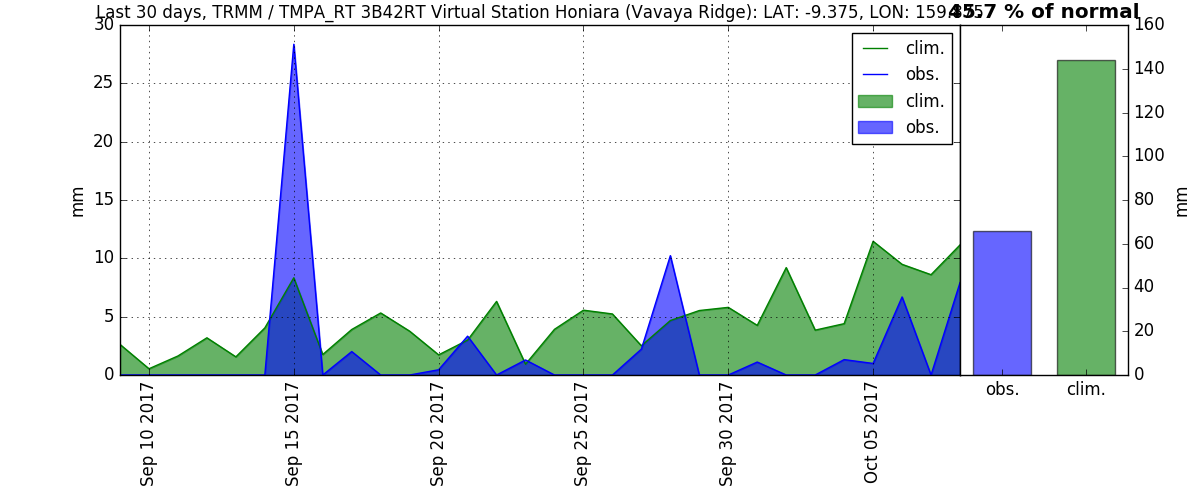 Last 30 days, TRMM / TMPA_RT 3B42RT Virtual Station Honiara (Vavaya Ridge): LAT: -9.375, LON: 159.875
45.7 % of normal
30
25
20
15
10
5
0
mm
clim.
obs.
clim.
obs.
Sep 10 2017
Sep 15 2017
Sep 20 2017
Sep 25 2017
Sep 30 2017
Oct 05 2017
160
140
120
100
80
60
40
20
0
mm
obs.
clim.